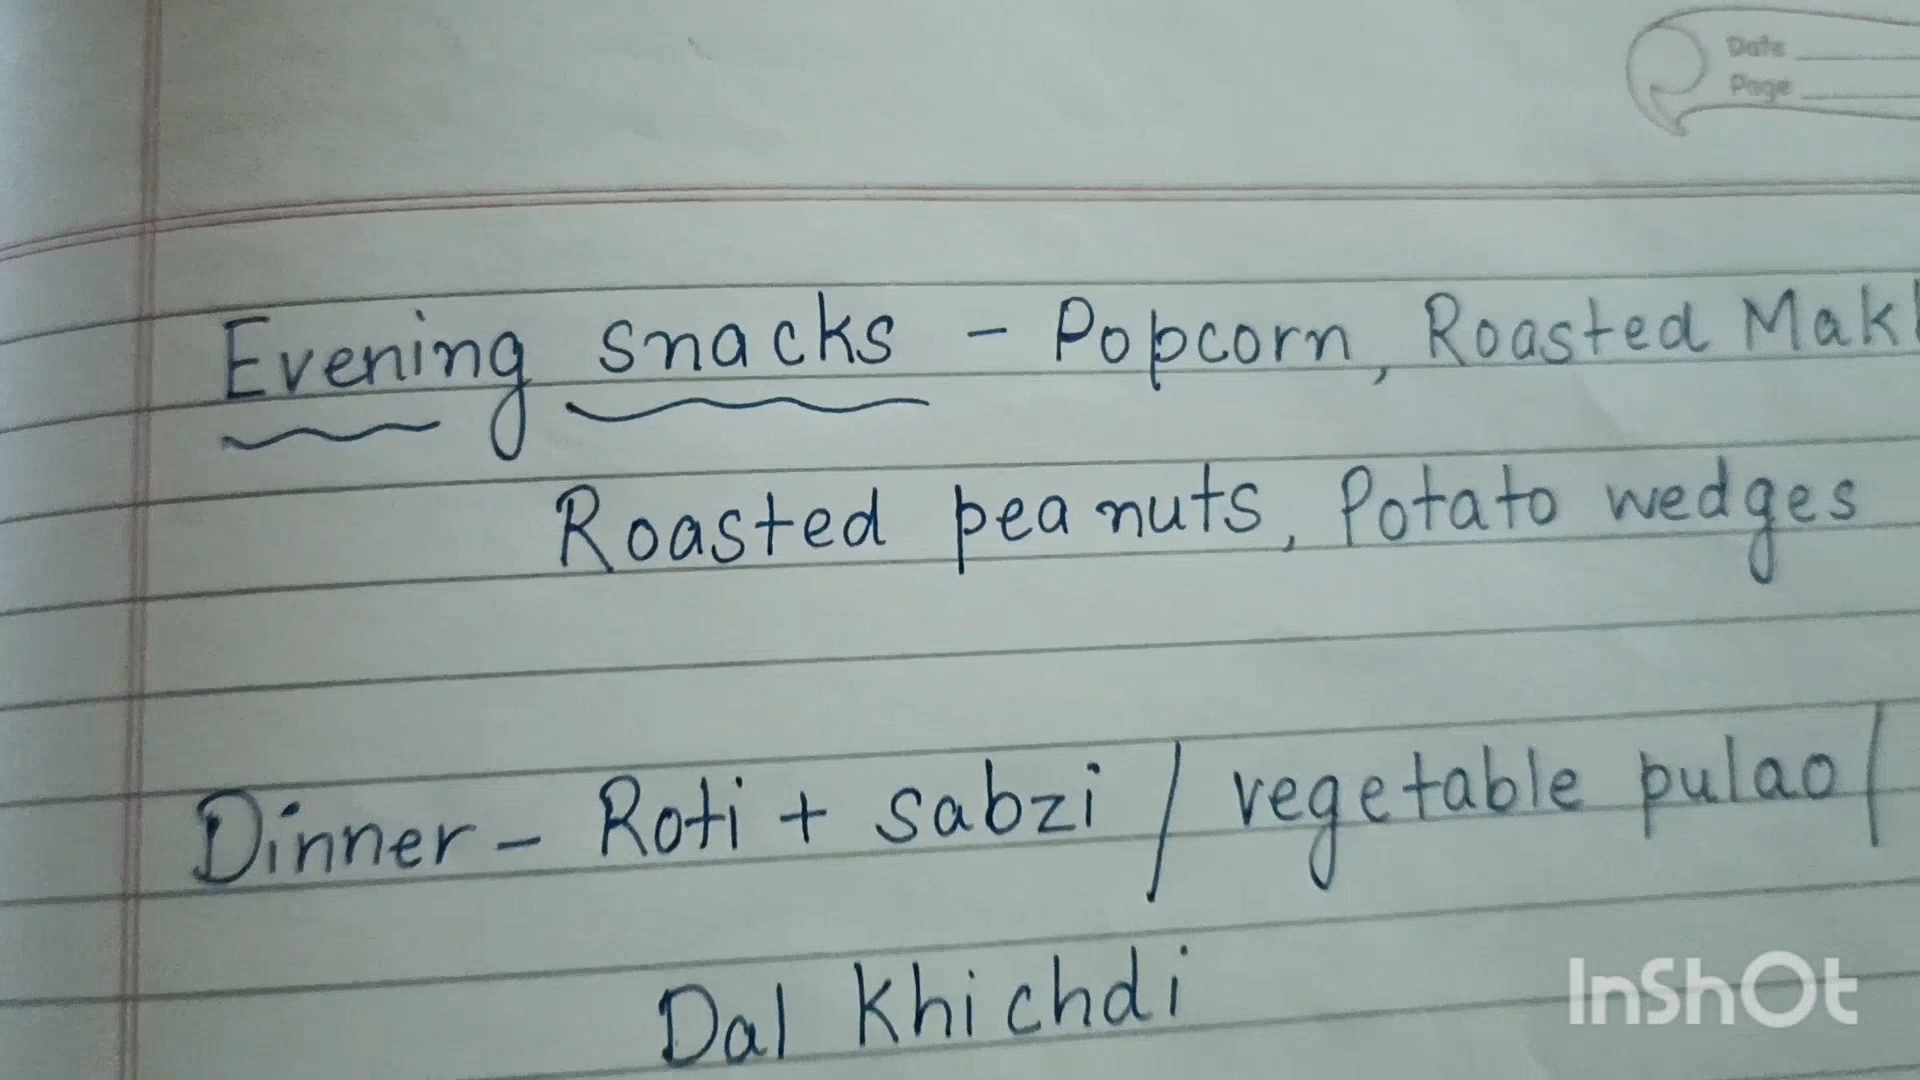 Date
Page
Evening snacks - Popcorn, Roasted
Roasted peanuts, Potato wedges
Dinner - Roti + sabzi / vegetable pulao /
Dal Khichdi
InShOt